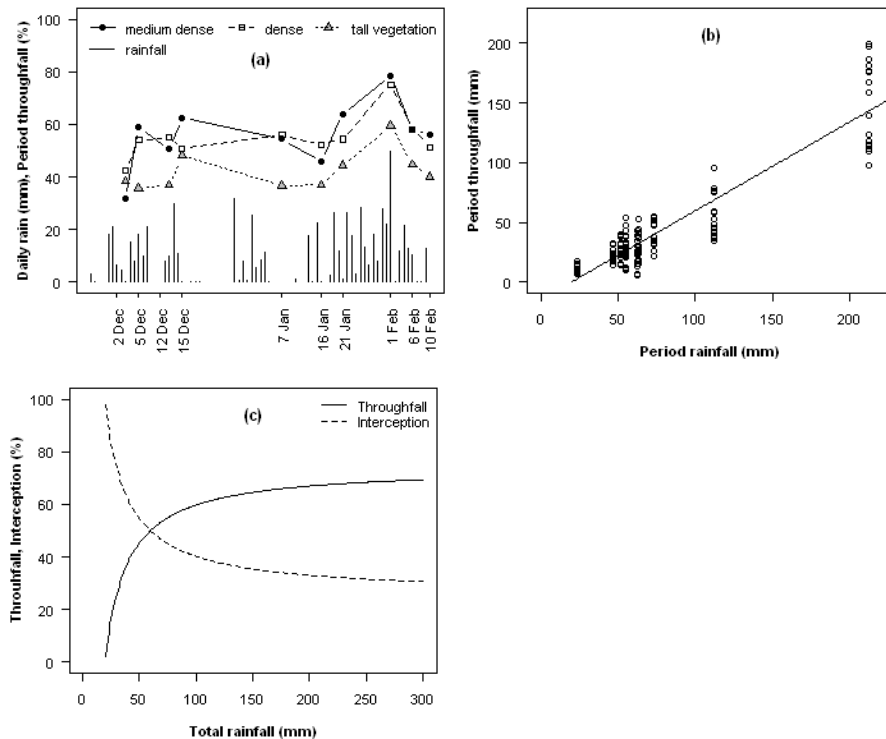 medium dense dense tall vegetation
rainfall
(a)
Daily rain (mm), Period throughfall (%)
100
80
60
40
20
0
2 Dec
5 Dec
12 Dec
15 Dec
7 Jan
16 Jan
21 Jan
1 Feb
6 Feb
10 Feb
(b)
Period throughfall (mm)
200
150
100
50
0
0 50 100 150 200
Period rainfall (mm)
(c)
Throughfall
Interception
Throuhfall, Interception (%)
100
80
60
40
20
0
0 50 100 150 200 250 300
Total rainfall (mm)